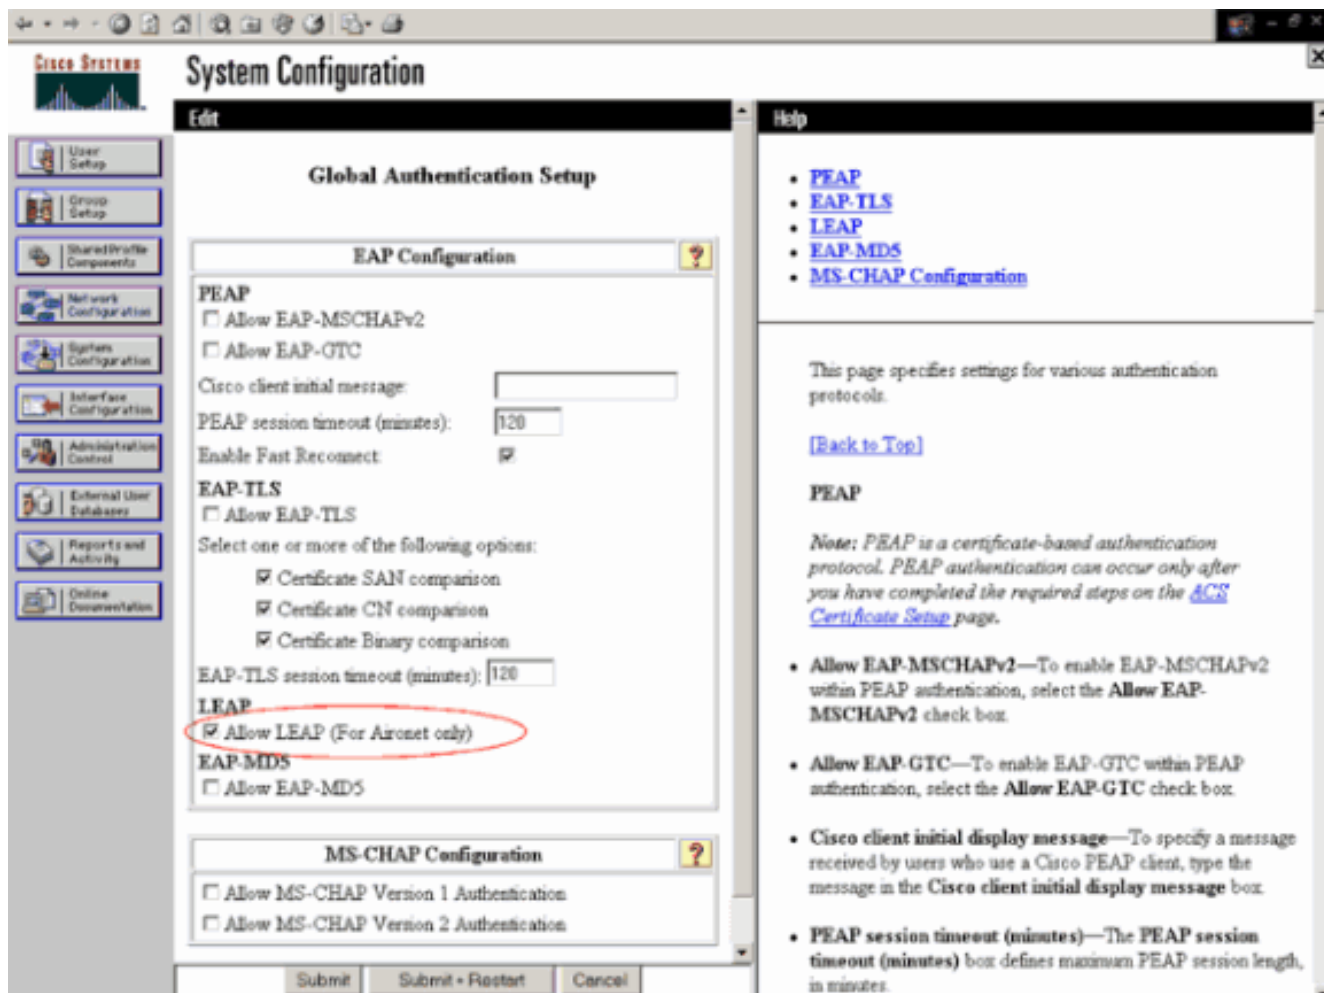 CISCO SYSTEMS
System Configuration
Edit
User
Setup
Group
Setup
Shared Profile
Components
Network
Configuration
System
Configuration
Interface
Configuration
Administration
Control
External User
Databases
Reports and
Activity
Online
Documentation
Global Authentication Setup
EAP Configuration
?
PEAP
Allow EAP-MSCHAPv2
Allow EAP-GTC
Cisco client initial message:
PEAP session timeout (minutes): 120
Enable Fast Reconnect:
EAP-TLS
Allow EAP-TLS
Select one or more of the following options:
Certificate SAN comparison
Certificate CN comparison
Certificate Binary comparison
EAP-TLS session timeout (minutes): 120
LEAP
Allow LEAP (For Aironet only)
EAP-MD5
Allow EAP-MD5
MS-CHAP Configuration
?
Allow MS-CHAP Version 1 Authentication
Allow MS-CHAP Version 2 Authentication
Submit
Submit + Restart
Cancel
Help
PEAP
EAP-TLS
LEAP
EAP-MD5
MS-CHAP Configuration
This page specifies settings for various authentication
protocols.
[Back to Top]
PEAP
Note: PEAP is a certificate-based authentication
protocol. PEAP authentication can occur only after
you have completed the required steps on the ACS
Certificate Setup page.
Allow EAP-MSCHAPv2—To enable EAP-MSCHAPv2
within PEAP authentication, select the Allow EAP-
MSCHAPv2 check box.
Allow EAP-GTC—To enable EAP-GTC within PEAP
authentication, select the Allow EAP-GTC check box.
Cisco client initial display message—To specify a message
received by users who use a Cisco PEAP client, type the
message in the Cisco client initial display message box.
PEAP session timeout (minutes)—The PEAP session
timeout (minutes) box defines maximum PEAP session length,
in minutes.